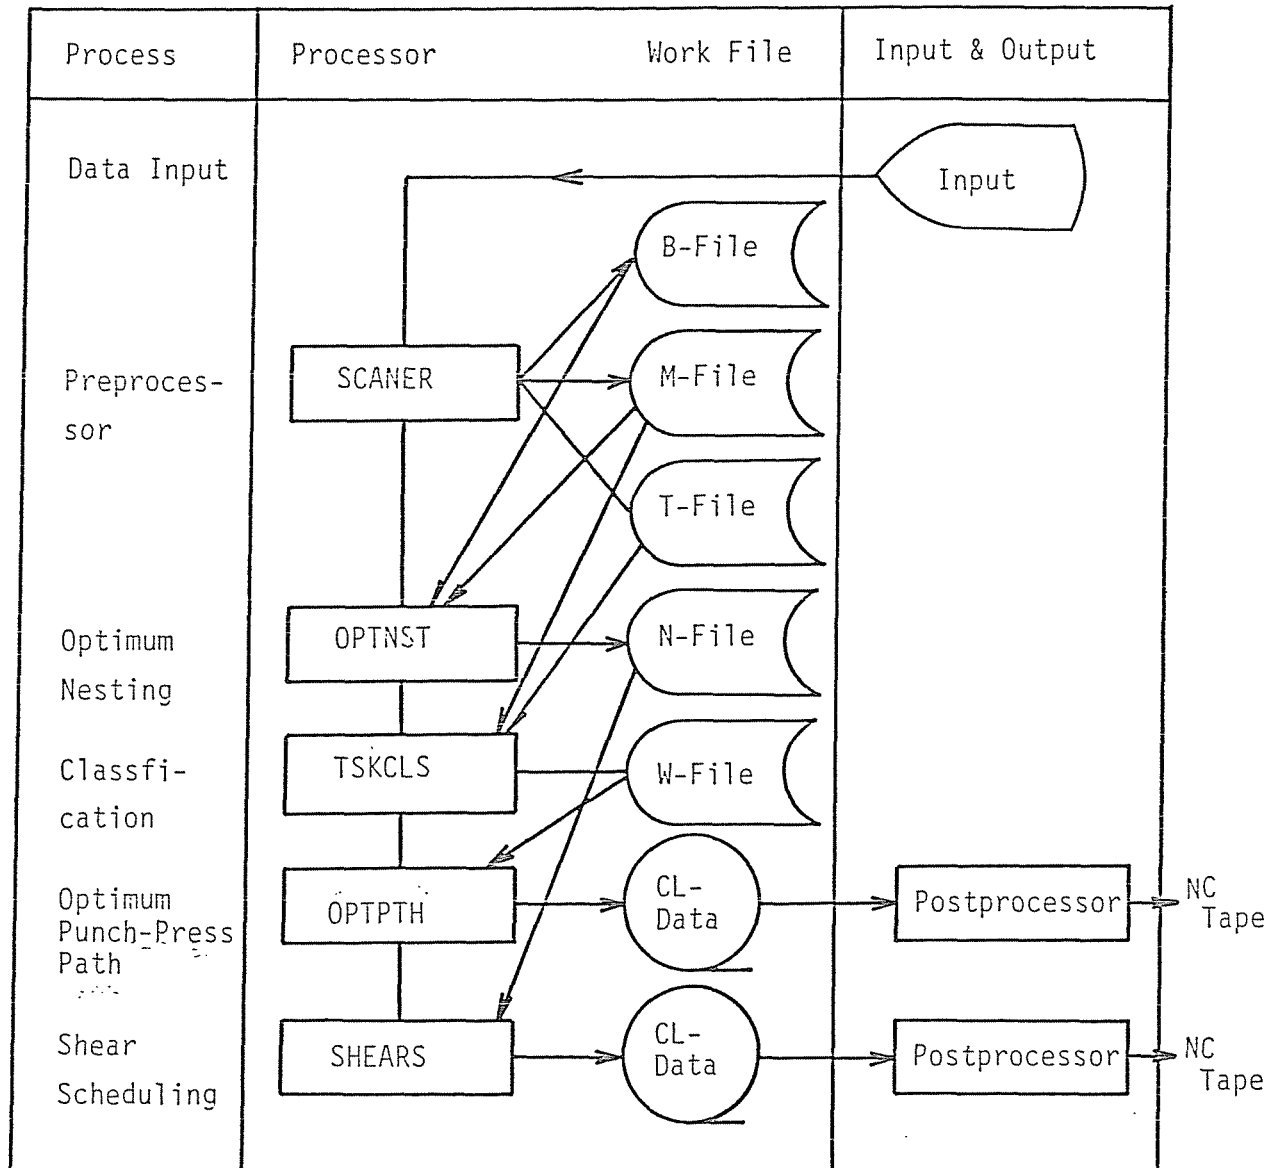 Process Processor Work File Input & Output
Data Input
Input
B-File
Preproces-
sor
SCANER
M-File
T-File
Optimum
Nesting
OPTNST
N-File
Classfi-
cation
TSKCLS
W-File
Optimum
Punch-Press
Path
OPTPTH
CL-
Data
Postprocessor
NC
Tape
Shear
Scheduling
SHEARS
CL-
Data
Postprocessor
NC
Tape